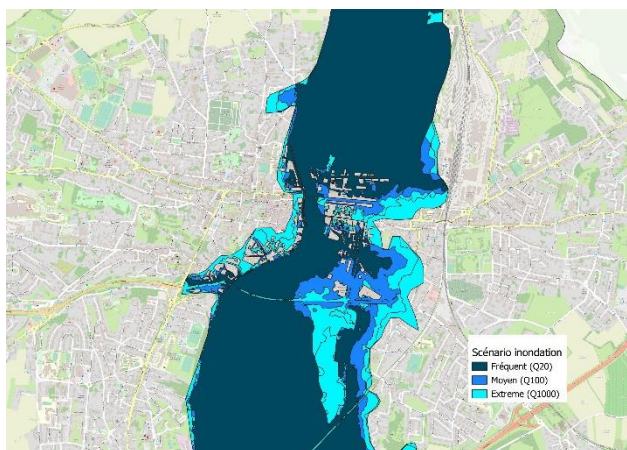 Scénario inondation
Fréquent (Q20)
Moyen (Q100)
Extreme (Q1000)